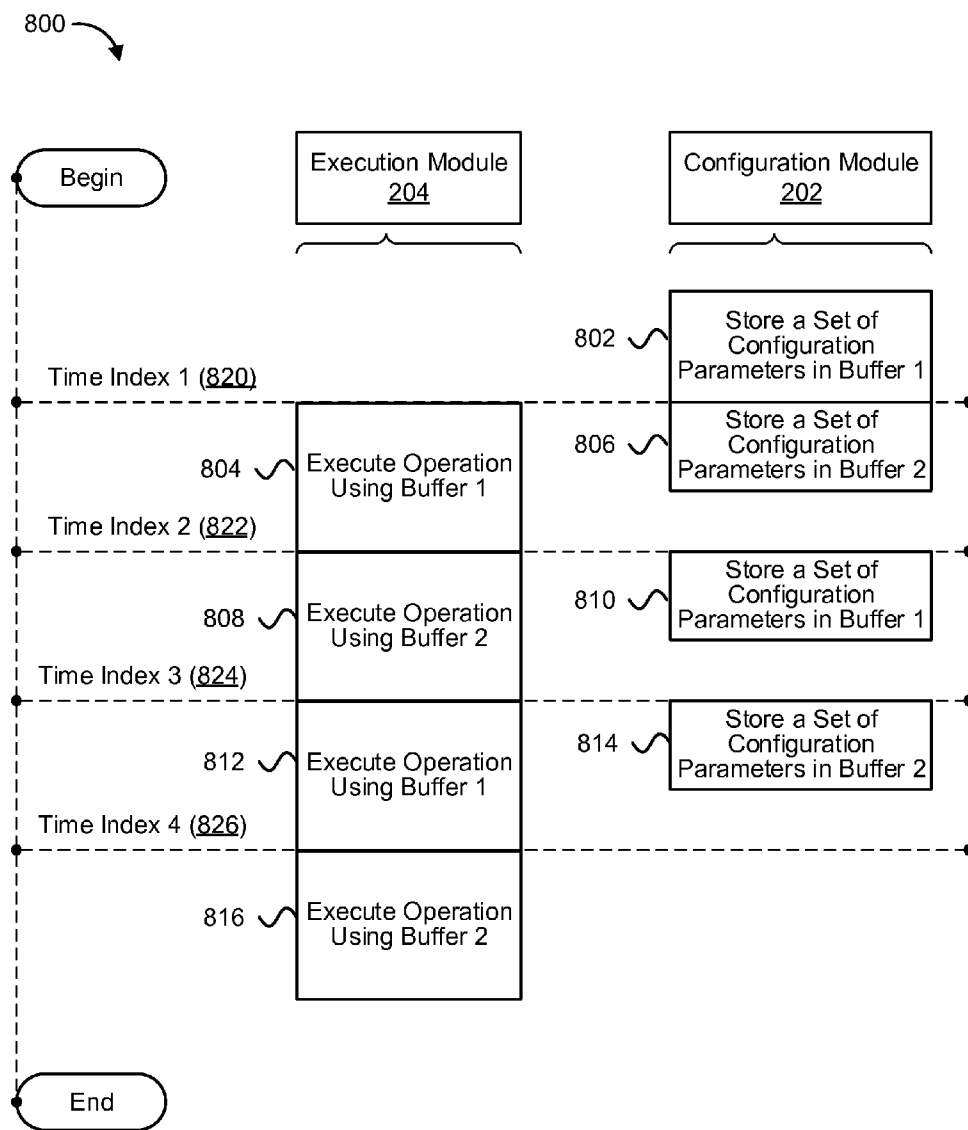 800
Begin
Execution Module
204
Configuration Module
202
802
Store a Set of
Configuration
Parameters in Buffer 1
Time Index 1 (820)
804
Execute Operation
Using Buffer 1
806
Store a Set of
Configuration
Parameters in Buffer 2
Time Index 2 (822)
808
Execute Operation
Using Buffer 2
810
Store a Set of
Configuration
Parameters in Buffer 1
Time Index 3 (824)
812
Execute Operation
Using Buffer 1
814
Store a Set of
Configuration
Parameters in Buffer 2
Time Index 4 (826)
816
Execute Operation
Using Buffer 2
End